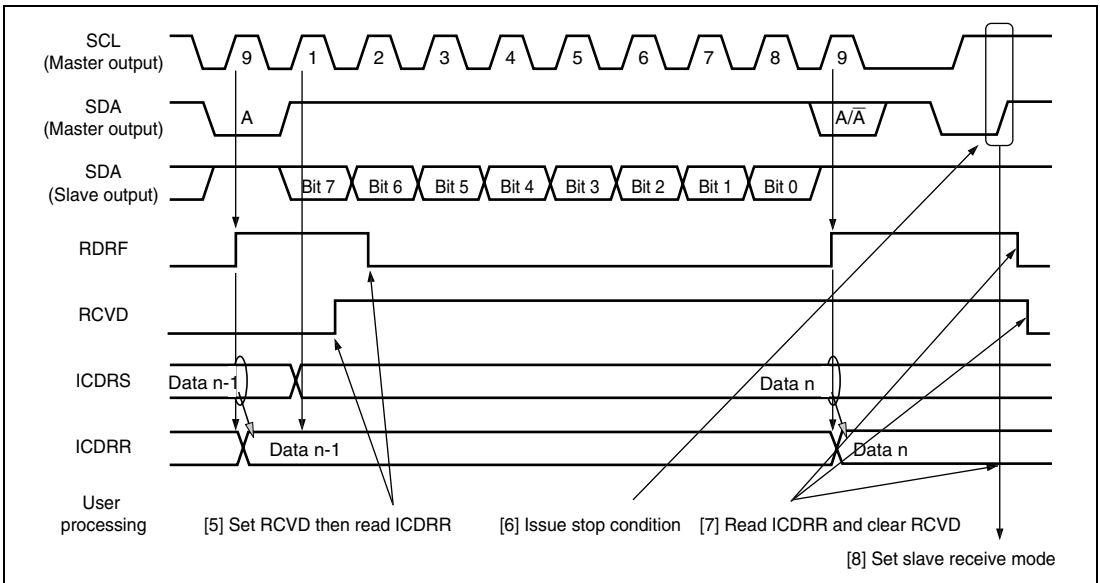 SCL
(Master output)
9 1 2 3 4 5 6 7 8 9
SDA
(Master output)
A A/A̅
SDA
(Slave output)
Bit 7 Bit 6 Bit 5 Bit 4 Bit 3 Bit 2 Bit 1 Bit 0
RDRF
RCVD
ICDRS
Data n-1 Data n
ICDRR
Data n-1 Data n
User
processing
[5] Set RCVD then read ICDRR [6] Issue stop condition [7] Read ICDRR and clear RCVD
[8] Set slave receive mode